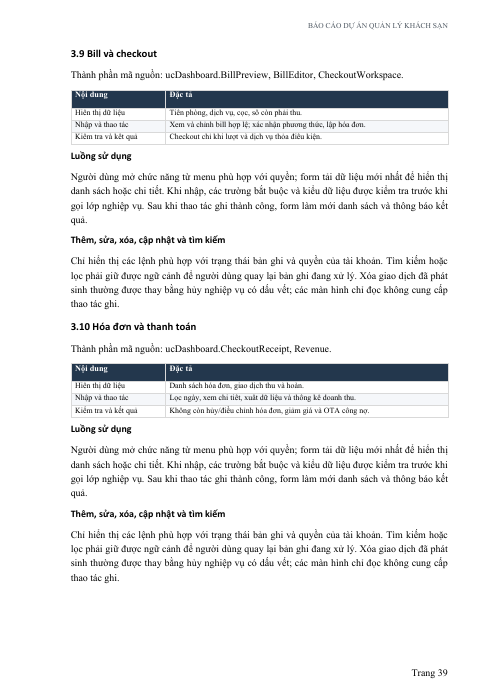 BÁO CÁO DỰ ÁN QUẢN LÝ KHÁCH SẠN
3.9 Bill và checkout
Thành phần mã nguồn: ucDashboard.BillPreview, BillEditor, CheckoutWorkspace.
Nội dung Đặc tả
Hiển thị dữ liệu Tiền phòng, dịch vụ, cọc, số còn phải thu.
Nhập và thao tác Xem và chỉnh bill hợp lệ; xác nhận phương thức, lập hóa đơn.
Kiểm tra và kết quả Checkout chỉ khi lượt và dịch vụ thỏa điều kiện.
Luồng sử dụng
Người dùng mở chức năng từ menu phù hợp với quyền; form tải dữ liệu mới nhất để hiển thị
danh sách hoặc chi tiết. Khi nhập, các trường bắt buộc và kiểu dữ liệu được kiểm tra trước khi
gọi lớp nghiệp vụ. Sau khi thao tác ghi thành công, form làm mới danh sách và thông báo kết
quả.
Thêm, sửa, xóa, cập nhật và tìm kiếm
Chỉ hiển thị các lệnh phù hợp với trạng thái bản ghi và quyền của tài khoản. Tìm kiếm hoặc
lọc phải giữ được ngữ cảnh để người dùng quay lại bản ghi đang xử lý. Xóa giao dịch đã phát
sinh thường được thay bằng hủy nghiệp vụ có dấu vết; các màn hình chỉ đọc không cung cấp
thao tác ghi.
3.10 Hóa đơn và thanh toán
Thành phần mã nguồn: ucDashboard.CheckoutReceipt, Revenue.
Nội dung Đặc tả
Hiển thị dữ liệu Danh sách hóa đơn, giao dịch thu và hoàn.
Nhập và thao tác Lọc ngày, xem chi tiết, xuất dữ liệu và thống kê doanh thu.
Kiểm tra và kết quả Không còn hủy/điều chỉnh hóa đơn, giảm giá và OTA công nợ.
Luồng sử dụng
Người dùng mở chức năng từ menu phù hợp với quyền; form tải dữ liệu mới nhất để hiển thị
danh sách hoặc chi tiết. Khi nhập, các trường bắt buộc và kiểu dữ liệu được kiểm tra trước khi
gọi lớp nghiệp vụ. Sau khi thao tác ghi thành công, form làm mới danh sách và thông báo kết
quả.
Thêm, sửa, xóa, cập nhật và tìm kiếm
Chỉ hiển thị các lệnh phù hợp với trạng thái bản ghi và quyền của tài khoản. Tìm kiếm hoặc
lọc phải giữ được ngữ cảnh để người dùng quay lại bản ghi đang xử lý. Xóa giao dịch đã phát
sinh thường được thay bằng hủy nghiệp vụ có dấu vết; các màn hình chỉ đọc không cung cấp
thao tác ghi.
Trang 39